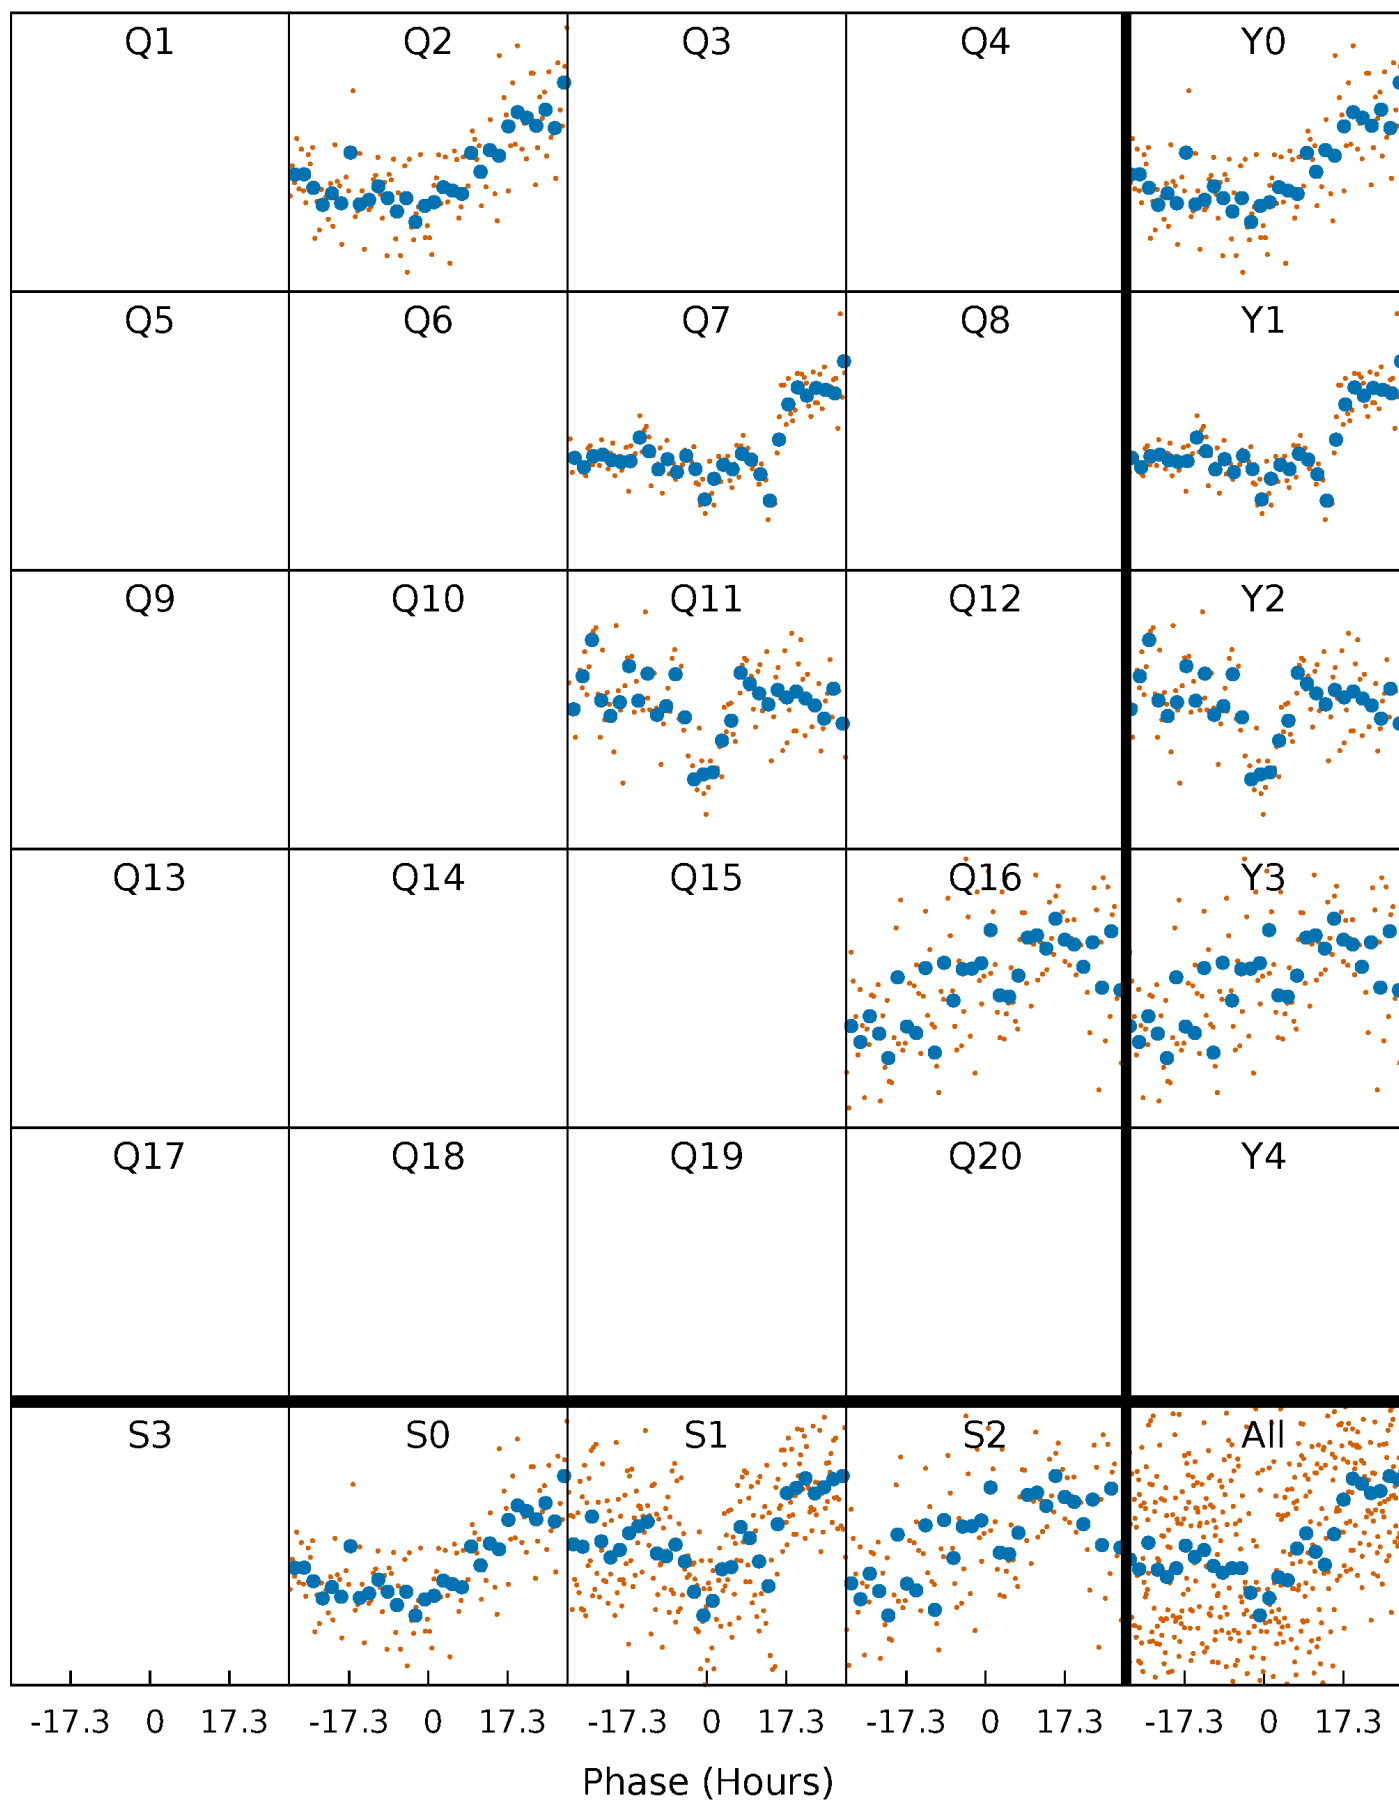 Q1 Q2 Q3 Q4 Y0
Q5 Q6 Q7 Q8 Y1
Q9 Q10 Q11 Q12 Y2
Q13 Q14 Q15 Q16 Y3
Q17 Q18 Q19 Q20 Y4
S3 S0 S1 S2 All
-17.3 0 17.3 -17.3 0 17.3 -17.3 0 17.3 -17.3 0 17.3 -17.3 0 17.3
Phase (Hours)